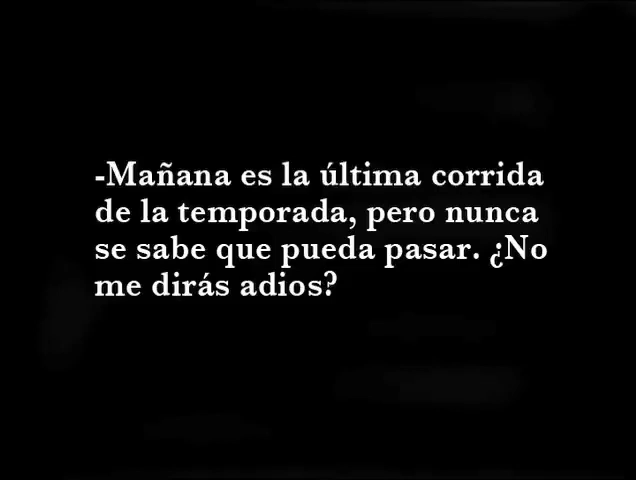 -Mañana es la última corrida
de la temporada, pero nunca
se sabe que pueda pasar. ¿No
me dirás adios?